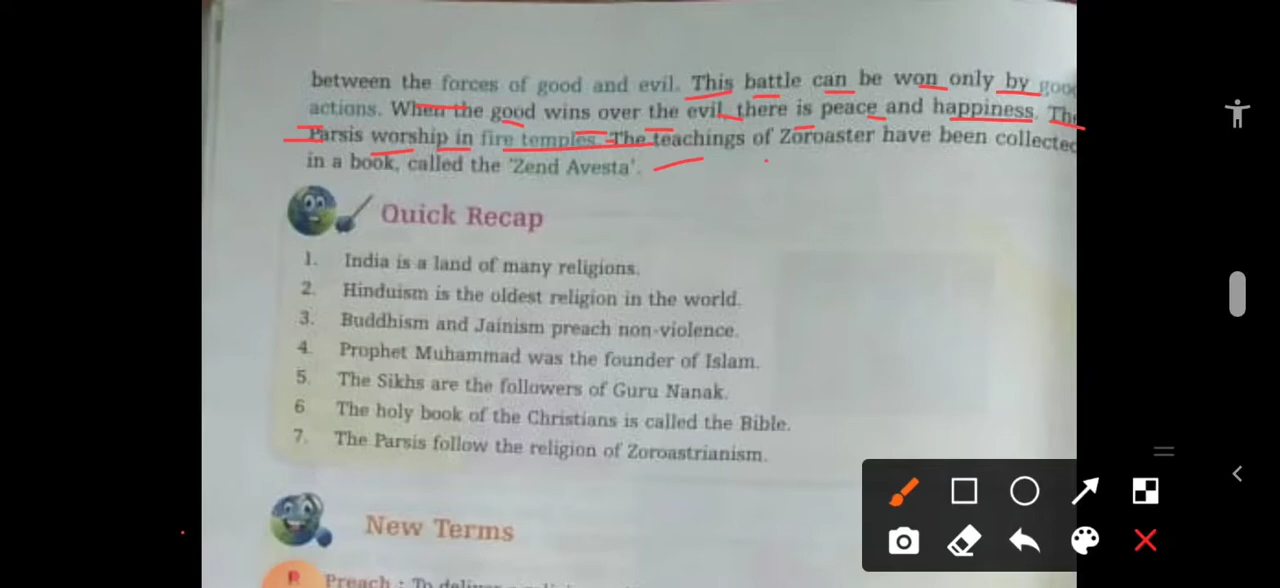 between the forces of good and evil. This battle can be won only by good
actions. When the good wins over the evil, there is peace and happiness. The
Parsis worship in fire temples. The teachings of Zoroaster have been collected
in a book, called the 'Zend Avesta'.
Quick Recap
1. India is a land of many religions.
2. Hinduism is the oldest religion in the world.
3. Buddhism and Jainism preach non-violence.
4. Prophet Muhammad was the founder of Islam.
5. The Sikhs are the followers of Guru Nanak.
6 The holy book of the Christians is called the Bible.
7. The Parsis follow the religion of Zoroastrianism.
New Terms
Preach : To